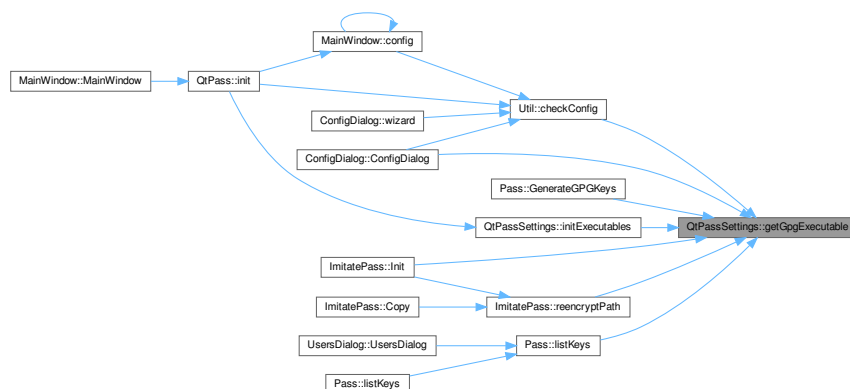 MainWindow::config
MainWindow::MainWindow
QtPass::init
Util::checkConfig
ConfigDialog::wizard
ConfigDialog::ConfigDialog
Pass::GenerateGPGKeys
QtPassSettings::initExecutables
QtPassSettings::getGpgExecutable
ImitatePass::Init
ImitatePass::Copy
ImitatePass::reencryptPath
UsersDialog::UsersDialog
Pass::listKeys
Pass::listKeys